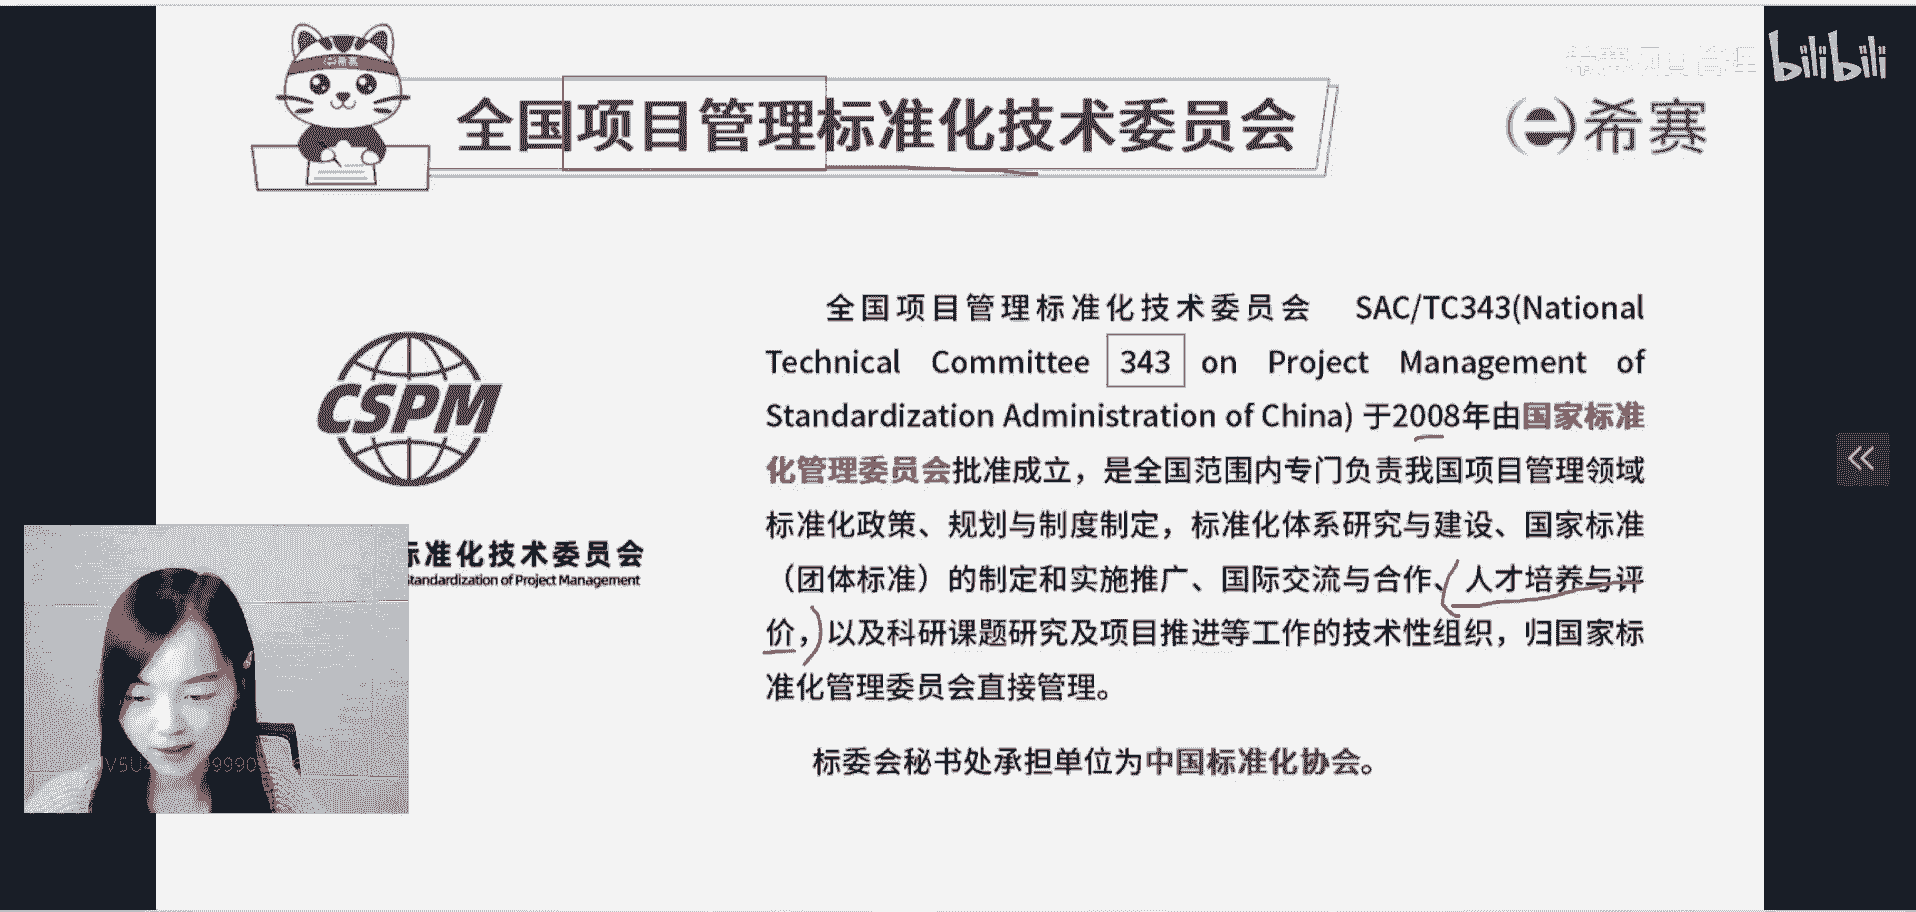 希赛项目管理 bilibili
希赛
全国项目管理标准化技术委员会
e希赛
全国项目管理标准化技术委员会 SAC/TC343(National
Technical Committee 343 on Project Management of
Standardization Administration of China) 于2008年由国家标准
化管理委员会批准成立，是全国范围内专门负责我国项目管理领域
标准化政策、规划与制度制定，标准化体系研究与建设、国家标准
（团体标准）的制定和实施推广、国际交流与合作、人才培养与评
价，以及科研课题研究及项目推进等工作的技术性组织，归国家标
准化管理委员会直接管理。
标委会秘书处承担单位为中国标准化协会。
CSPM
标准化技术委员会
Standardization of Project Management